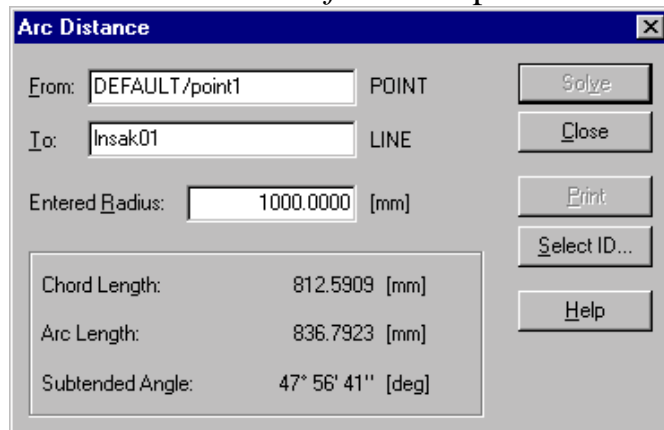 Arc Distance
From: DEFAULT/point1 POINT
Solve
To: lnsak01 LINE
Close
Entered Radius: 1000.0000 [mm]
Print
Select ID...
Chord Length: 812.5909 [mm]
Help
Arc Length: 836.7923 [mm]
Subtended Angle: 47° 56' 41'' [deg]